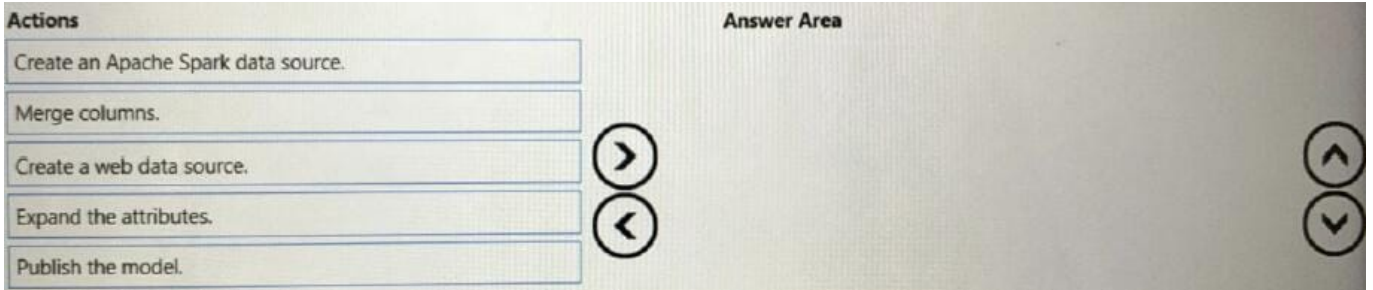 Actions
Answer Area
Create an Apache Spark data source.
Merge columns.
Create a web data source.
Expand the attributes.
Publish the model.